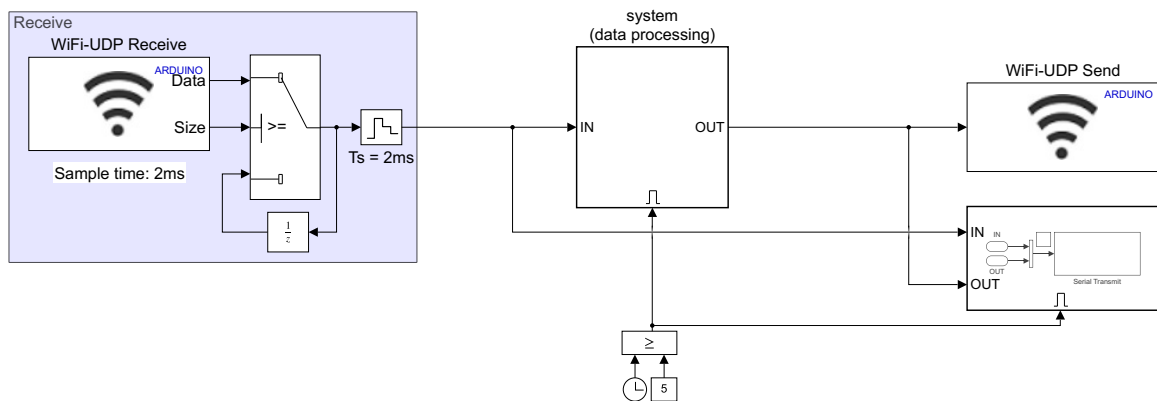 Receive
WiFi-UDP Receive
ARDUINO
Data
Size
Sample time: 2ms
>=
1
z
Ts = 2ms
system
(data processing)
IN
OUT
WiFi-UDP Send
ARDUINO
IN
OUT
IN
OUT
Serial Transmit
≥
5